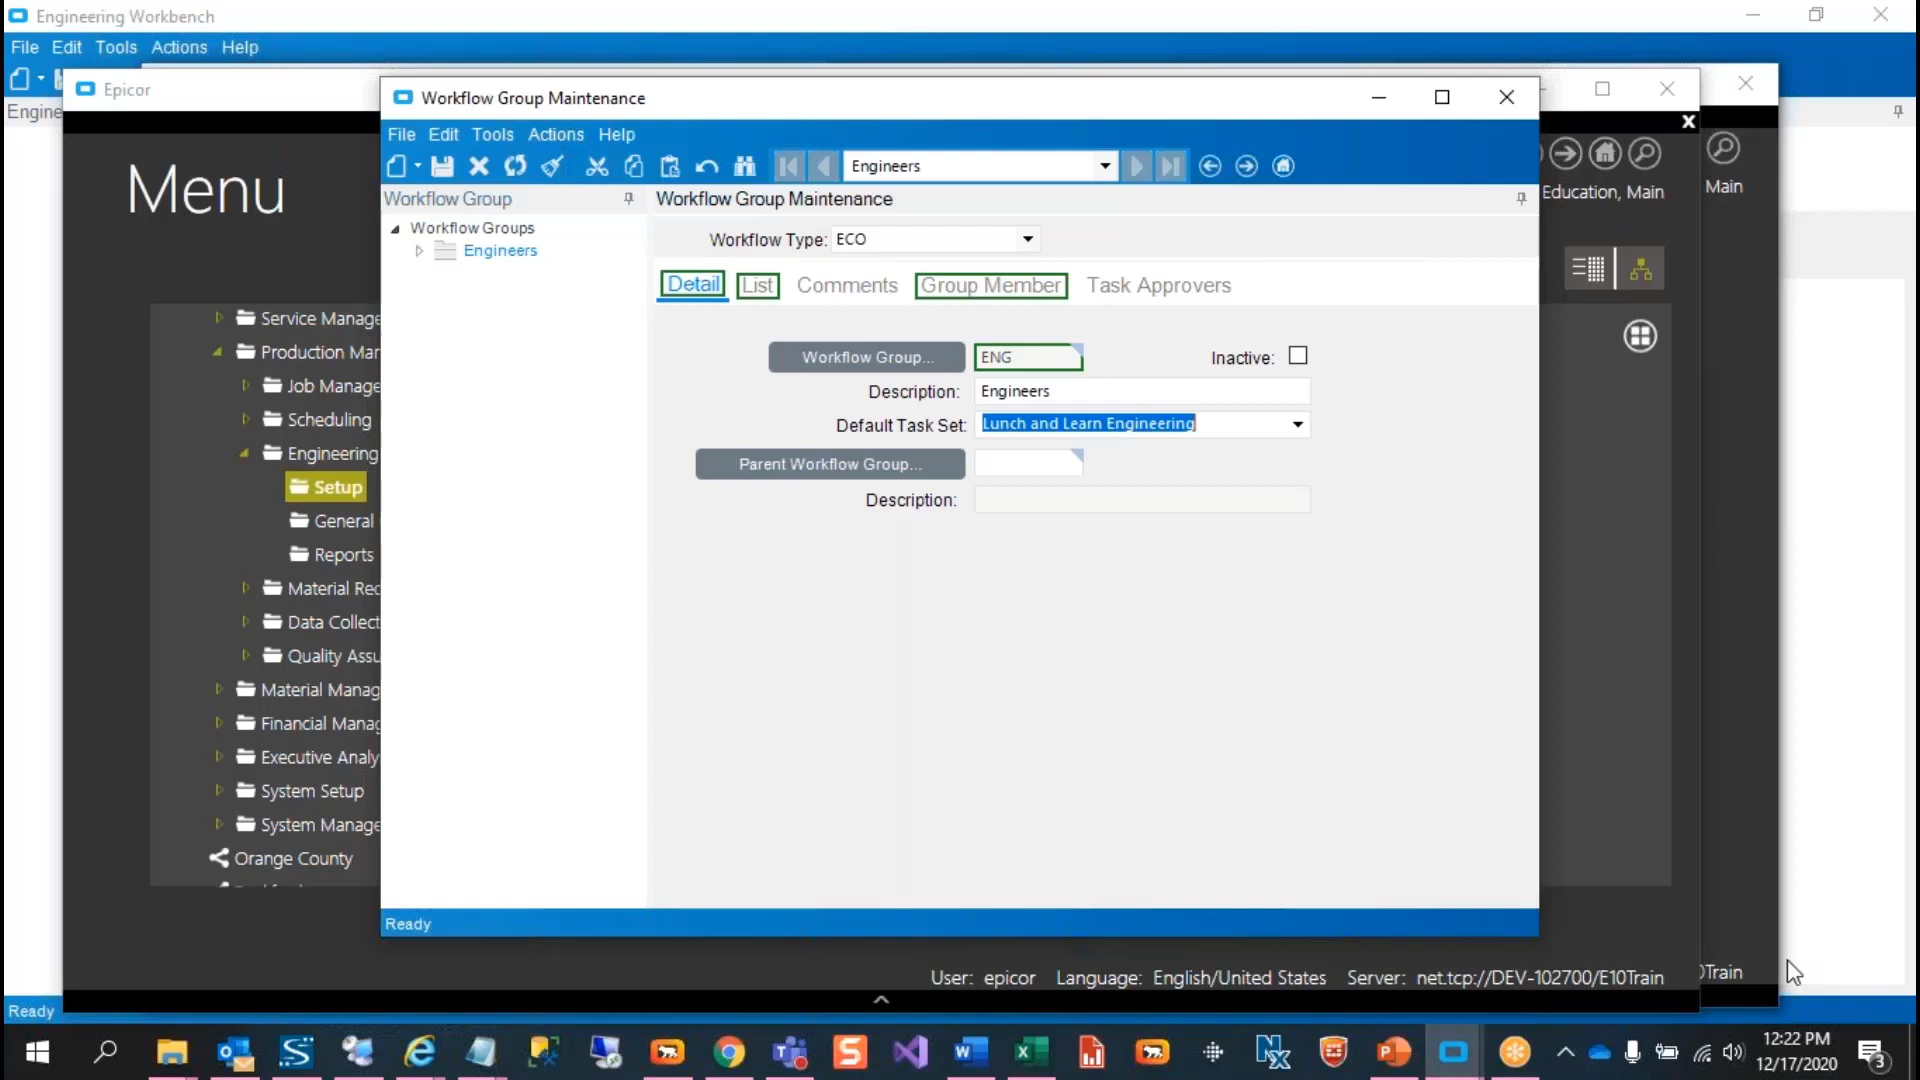 Engineering Workbench
File Edit Tools Actions Help
Epicor
Engine
Workflow Group Maintenance
File Edit Tools Actions Help
Engineers
Workflow Group
Workflow Group Maintenance
Workflow Groups
Engineers
Workflow Type: ECO
Detail List Comments Group Member Task Approvers
Workflow Group... ENG Inactive:
Description: Engineers
Default Task Set: Lunch and Learn Engineering
Parent Workflow Group...
Description:
Ready
x
Education, Main
Main
Menu
Service Manage
Production Man
Job Manage
Scheduling
Engineering
Setup
General
Reports
Material Rec
Data Collect
Quality Assu
Material Manag
Financial Manag
Executive Analy
System Setup
System Manage
Orange County
User: epicor Language: English/United States Server: net.tcp://DEV-102700/E10Train
Train
Ready
12:22 PM
12/17/2020
3